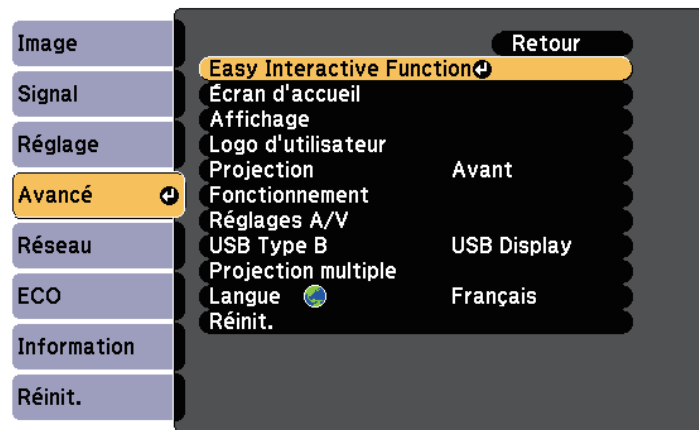 Image
Signal
Réglage
Avancé
Réseau
ECO
Information
Réinit.
Retour
Easy Interactive Function
Écran d'accueil
Affichage
Logo d'utilisateur
Projection Avant
Fonctionnement
Réglages A/V
USB Type B USB Display
Projection multiple
Langue Français
Réinit.